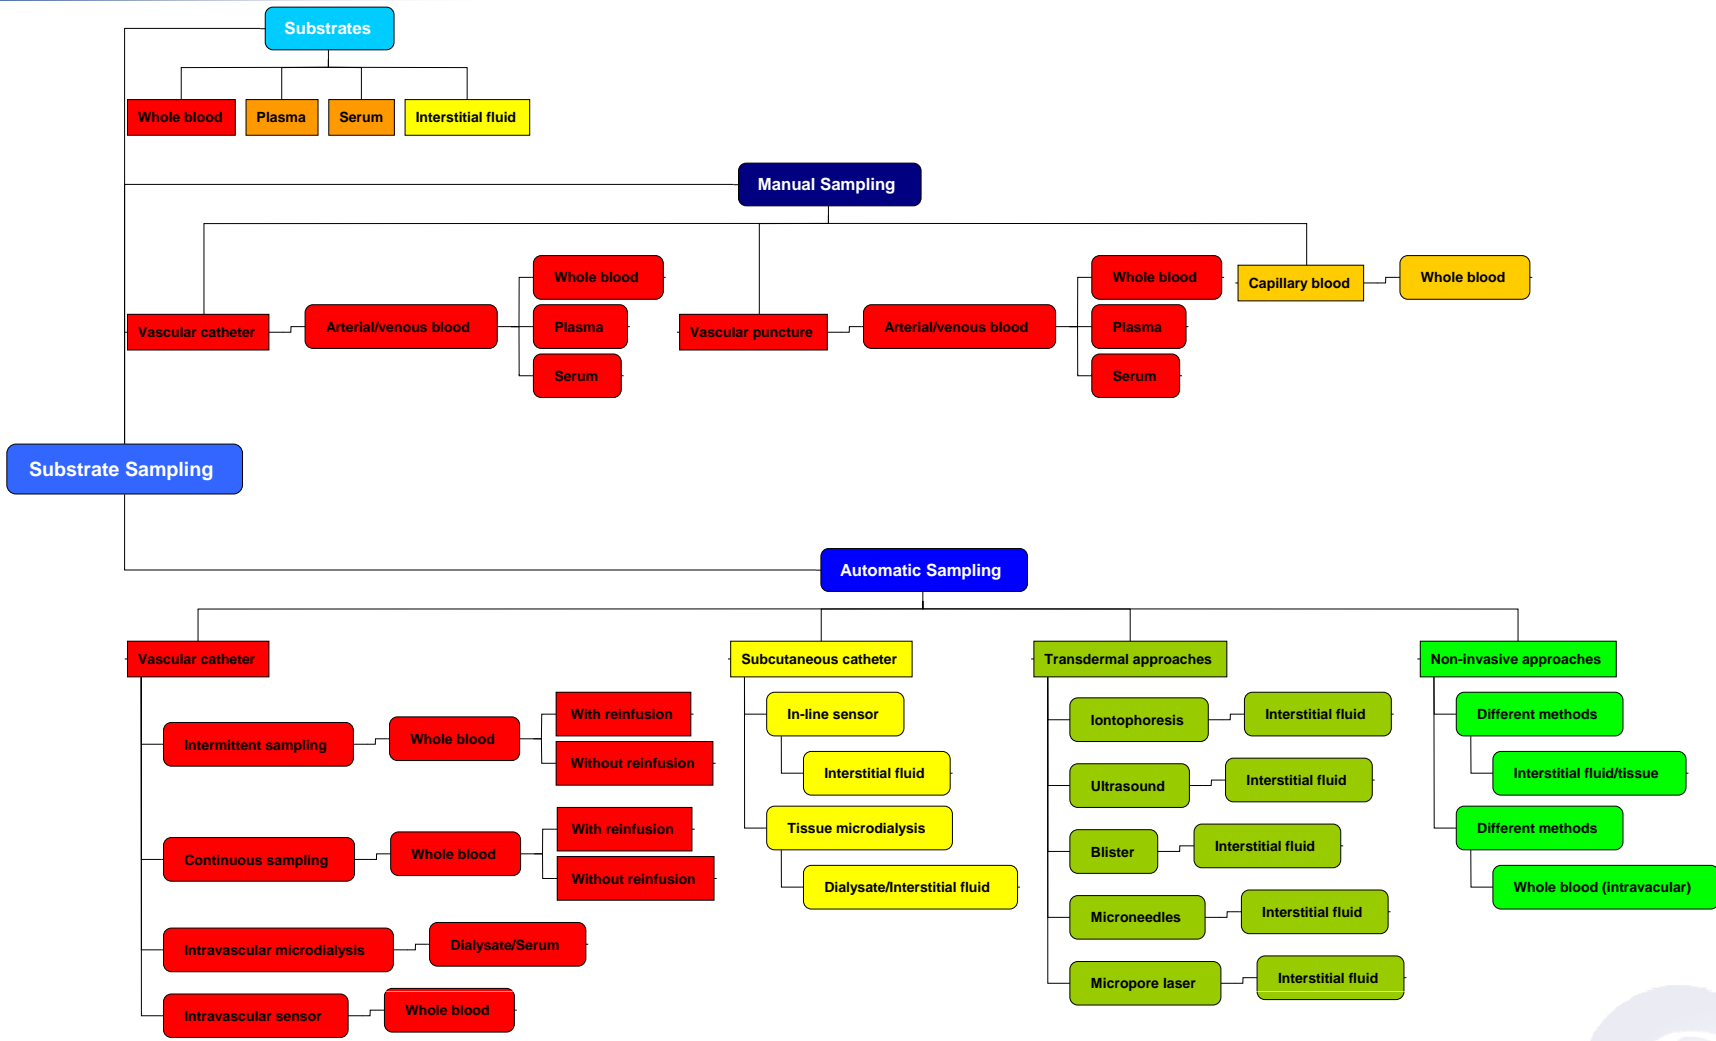 Substrates
Whole blood
Plasma
Serum
Interstitial fluid
Manual Sampling
Vascular catheter
Arterial/venous blood
Whole blood
Plasma
Serum
Vascular puncture
Arterial/venous blood
Whole blood
Plasma
Serum
Capillary blood
Whole blood
Substrate Sampling
Automatic Sampling
Vascular catheter
Intermittent sampling
Whole blood
With reinfusion
Without reinfusion
Continuous sampling
Whole blood
With reinfusion
Without reinfusion
Intravascular microdialysis
Dialysate/Serum
Intravascular sensor
Whole blood
Subcutaneous catheter
In-line sensor
Interstitial fluid
Tissue microdialysis
Dialysate/Interstitial fluid
Transdermal approaches
Iontophoresis
Interstitial fluid
Ultrasound
Interstitial fluid
Blister
Interstitial fluid
Microneedles
Interstitial fluid
Micropore laser
Interstitial fluid
Non-invasive approaches
Different methods
Interstitial fluid/tissue
Different methods
Whole blood (intravacular)